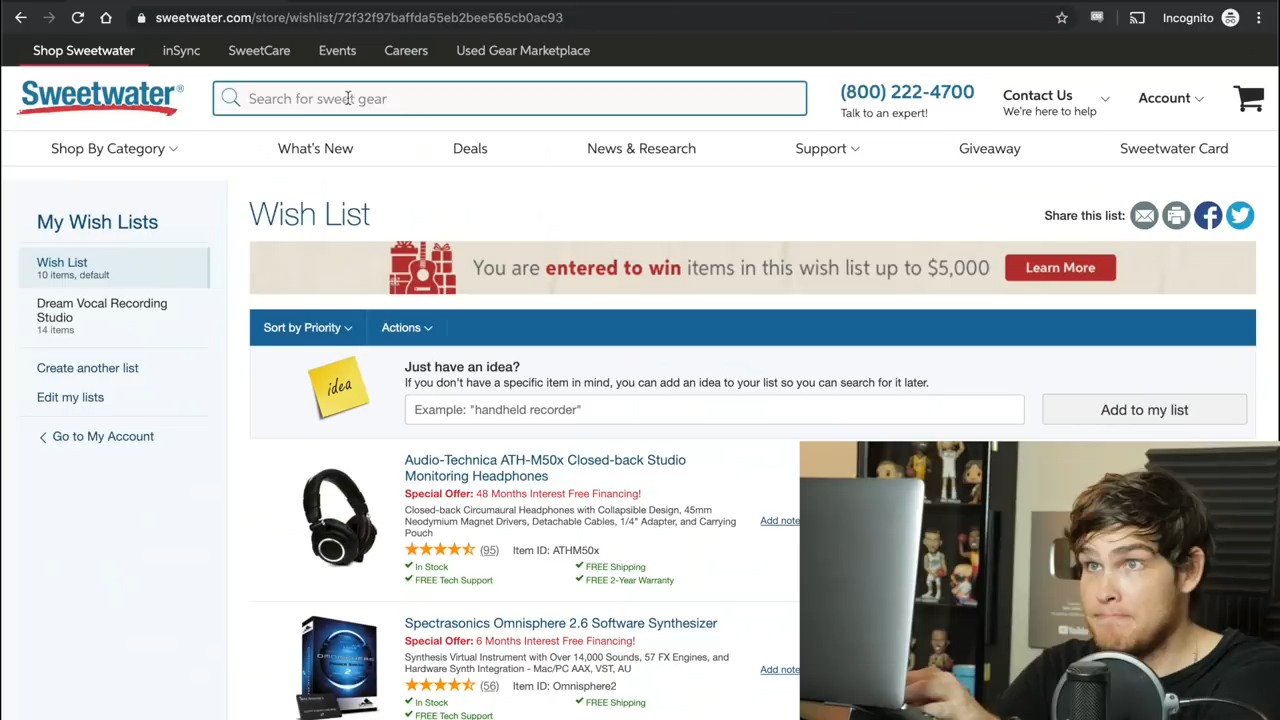 sweetwater.com/store/wishlist/72f32f97baffda55eb2bee565cb0ac93
Incognito
Shop Sweetwater
inSync
SweetCare
Events
Careers
Used Gear Marketplace
Sweetwater®
Search for sweet gear
(800) 222-4700
Talk to an expert!
Contact Us
We're here to help
Account
Shop By Category
What's New
Deals
News & Research
Support
Giveaway
Sweetwater Card
My Wish Lists
Wish List
10 items, default
Dream Vocal Recording
Studio
14 items
Create another list
Edit my lists
Go to My Account
Wish List
Share this list:
You are entered to win items in this wish list up to $5,000
Learn More
Sort by Priority
Actions
idea
Just have an idea?
If you don't have a specific item in mind, you can add an idea to your list so you can search for it later.
Example: "handheld recorder"
Add to my list
Audio-Technica ATH-M50x Closed-back Studio
Monitoring Headphones
Special Offer: 48 Months Interest Free Financing!
Closed-back Circumaural Headphones with Collapsible Design, 45mm
Neodymium Magnet Drivers, Detachable Cables, 1/4" Adapter, and Carrying
Pouch
Add note
(95)
Item ID: ATHM50x
In Stock
FREE Shipping
FREE Tech Support
FREE 2-Year Warranty
Spectrasonics Omnisphere 2.6 Software Synthesizer
Special Offer: 6 Months Interest Free Financing!
Synthesis Virtual Instrument with Over 14,000 Sounds, 57 FX Engines, and
Hardware Synth Integration - Mac/PC AAX, VST, AU
Add note
(56)
Item ID: Omnisphere2
In Stock
FREE Shipping
FREE Tech Support
OMNISPHERE
YouTube